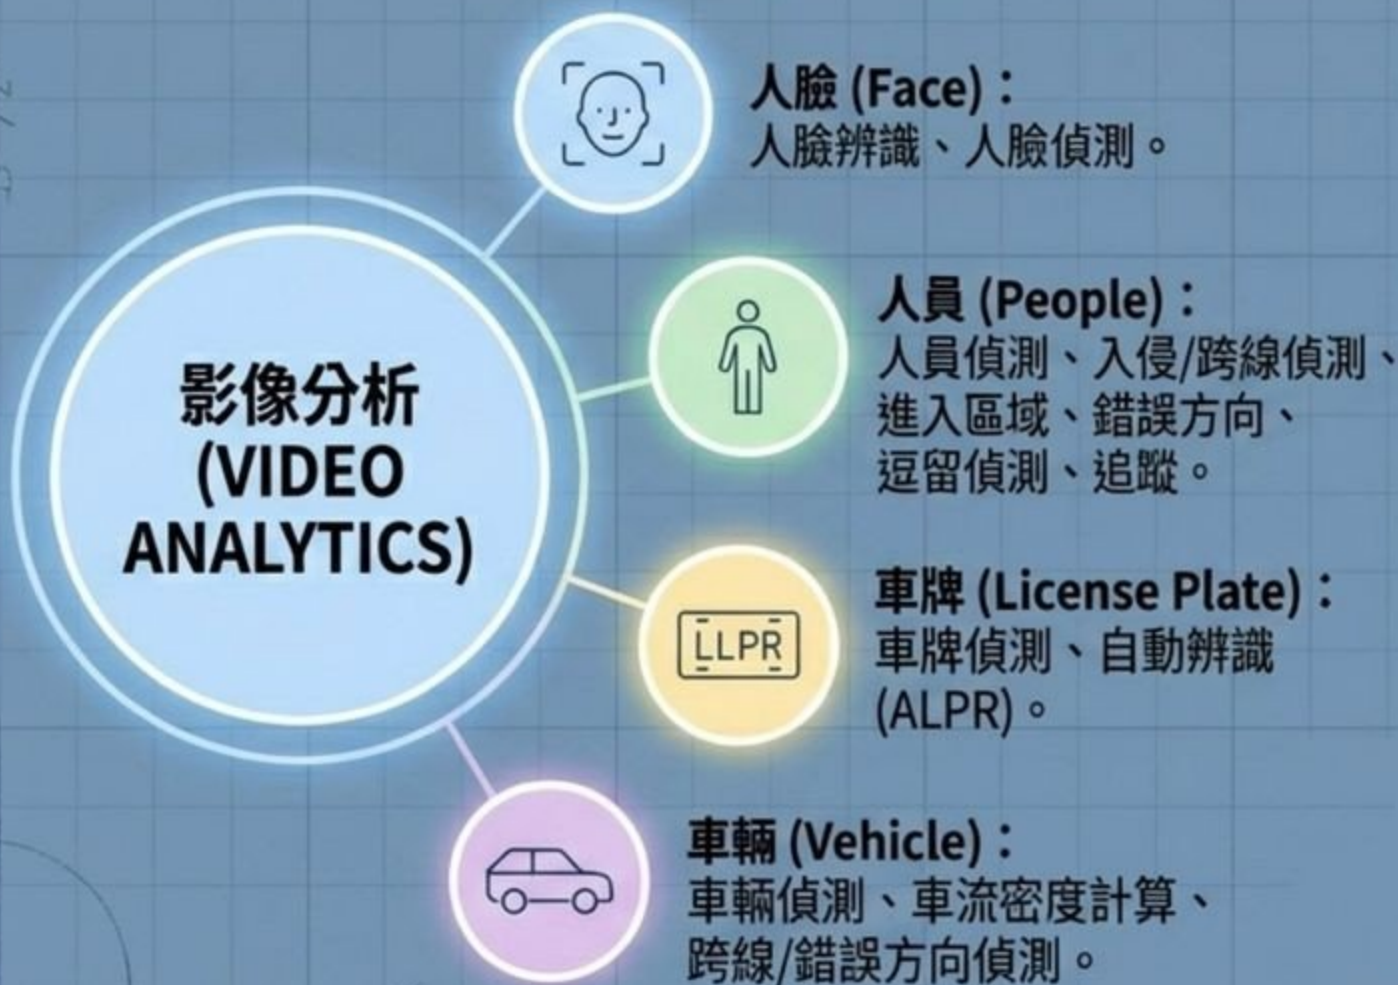 人臉 (Face)：
人臉辨識、人臉偵測。
影像分析
(VIDEO
ANALYTICS)
人員 (People)：
人員偵測、入侵/跨線偵測、
進入區域、錯誤方向、
逗留偵測、追蹤。
LLPR
車牌 (License Plate)：
車牌偵測、自動辨識
(ALPR)。
車輛 (Vehicle)：
車輛偵測、車流密度計算、
跨線/錯誤方向偵測。